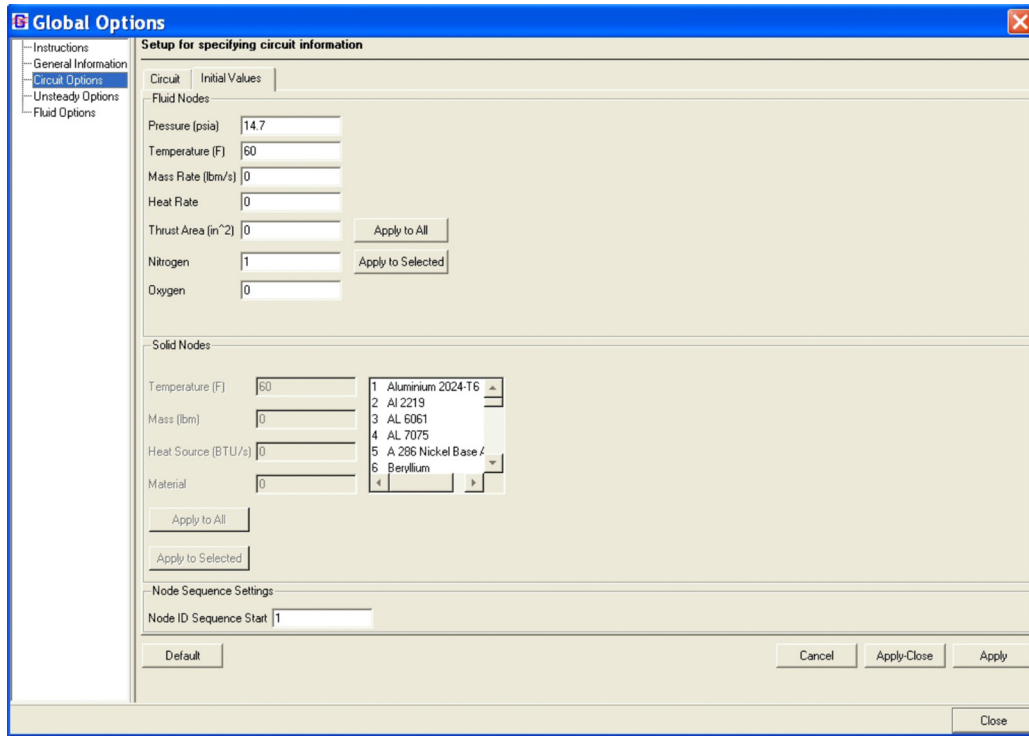 Global Options
Instructions
General Information
Circuit Options
Unsteady Options
Fluid Options
Setup for specifying circuit information
Circuit
Initial Values
Fluid Nodes
Pressure (psia) 14.7
Temperature (F) 60
Mass Rate (lbm/s) 0
Heat Rate 0
Thrust Area (in^2) 0 Apply to All
Nitrogen 1 Apply to Selected
Oxygen 0
Solid Nodes
Temperature (F) 60
Mass (lbm) 0
Heat Source (BTU/s) 0
Material 0
1 Aluminium 2024-T6
2 Al 2219
3 AL 6061
4 AL 7075
5 A 286 Nickel Base
6 Beryllium
Apply to All
Apply to Selected
Node Sequence Settings
Node ID Sequence Start 1
Default Cancel Apply-Close Apply
Close